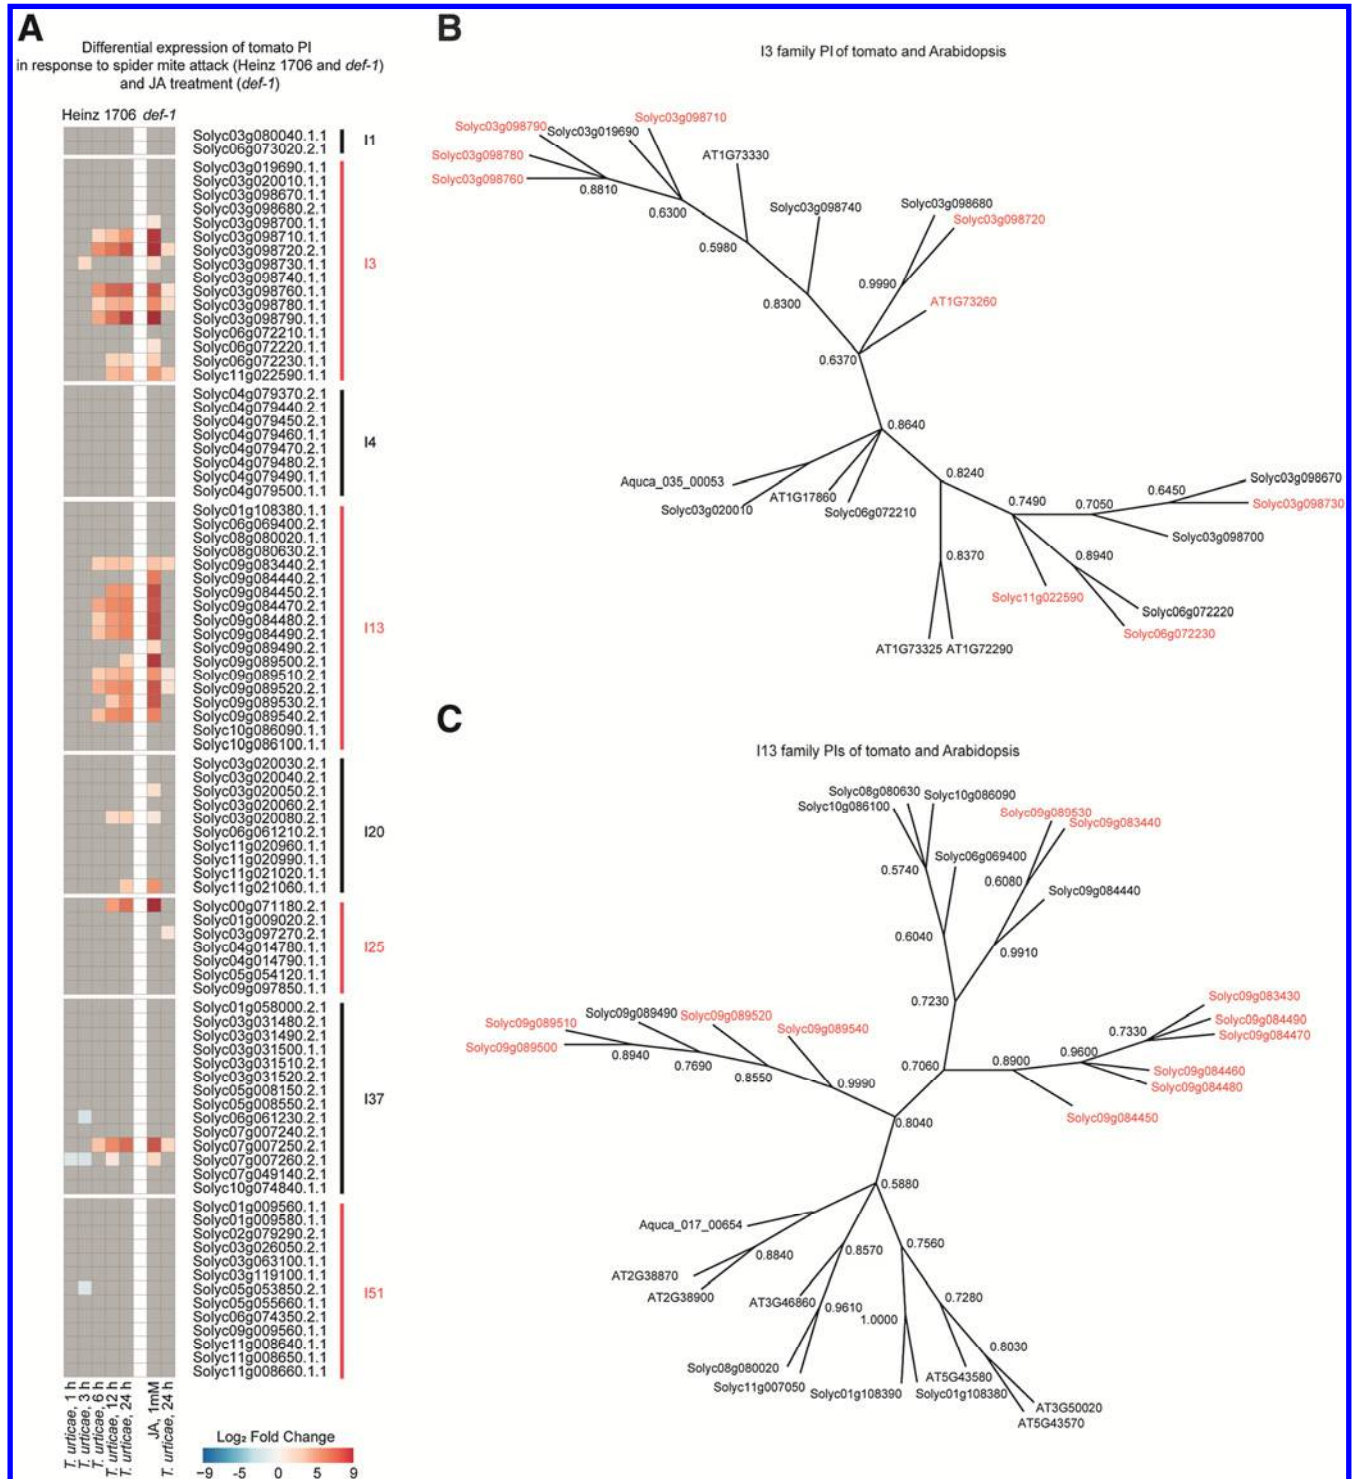 A
Differential expression of tomato PI
in response to spider mite attack (Heinz 1706 and def-1)
and JA treatment (def-1)
Heinz 1706 def-1
Solyc03g080040.1.1
Solyc06g073020.2.1
I1
Solyc03g019690.1.1
Solyc03g020010.1.1
Solyc03g098670.1.1
Solyc03g098680.2.1
Solyc03g098700.1.1
Solyc03g098710.1.1
Solyc03g098720.2.1
Solyc03g098730.1.1
Solyc03g098740.1.1
Solyc03g098760.1.1
Solyc03g098780.1.1
Solyc03g098790.1.1
Solyc06g072210.1.1
Solyc06g072220.1.1
Solyc06g072230.1.1
Solyc11g022590.1.1
I3
Solyc04g079370.2.1
Solyc04g079440.2.1
Solyc04g079450.2.1
Solyc04g079460.1.1
Solyc04g079470.2.1
Solyc04g079480.2.1
Solyc04g079490.1.1
Solyc04g079500.1.1
I4
Solyc01g108380.1.1
Solyc06g069400.2.1
Solyc08g080020.1.1
Solyc08g080630.2.1
Solyc09g083440.2.1
Solyc09g084440.2.1
Solyc09g084450.2.1
Solyc09g084470.2.1
Solyc09g084480.2.1
Solyc09g084490.2.1
Solyc09g089490.2.1
Solyc09g089500.2.1
Solyc09g089510.2.1
Solyc09g089520.2.1
Solyc09g089530.2.1
Solyc09g089540.2.1
Solyc10g086090.1.1
Solyc10g086100.1.1
I13
Solyc03g020030.2.1
Solyc03g020040.2.1
Solyc03g020050.2.1
Solyc03g020060.2.1
Solyc03g020080.2.1
Solyc06g061210.2.1
Solyc11g020960.1.1
Solyc11g020990.1.1
Solyc11g021020.1.1
Solyc11g021060.1.1
I20
Solyc00g071180.2.1
Solyc01g009020.2.1
Solyc03g097270.2.1
Solyc04g014780.1.1
Solyc04g014790.1.1
Solyc05g054120.1.1
Solyc09g097850.1.1
I25
Solyc01g058000.2.1
Solyc03g031480.2.1
Solyc03g031490.2.1
Solyc03g031500.1.1
Solyc03g031510.2.1
Solyc03g031520.2.1
Solyc05g008150.2.1
Solyc05g008550.2.1
Solyc06g061230.2.1
Solyc07g007240.2.1
Solyc07g007250.2.1
Solyc07g007260.2.1
Solyc07g049140.2.1
Solyc10g074840.1.1
I37
Solyc01g009560.1.1
Solyc01g009580.1.1
Solyc02g079290.2.1
Solyc03g026050.2.1
Solyc03g063100.1.1
Solyc03g119100.1.1
Solyc05g053850.2.1
Solyc05g055660.1.1
Solyc06g074350.2.1
Solyc09g009560.1.1
Solyc11g008640.1.1
Solyc11g008650.1.1
Solyc11g008660.1.1
I51
T. urticae, 1 h
T. urticae, 3 h
T. urticae, 6 h
T. urticae, 12 h
T. urticae, 24 h
JA, 1mM
T. urticae, 24 h
Log₂ Fold Change
−9 -5 0 5 9
B
I3 family PI of tomato and Arabidopsis
Solyc03g098790
Solyc03g019690
Solyc03g098710
Solyc03g098780
AT1G73330
Solyc03g098760
0.8810
0.6300
Solyc03g098740
Solyc03g098680
Solyc03g098720
0.5980
0.9990
0.8300
AT1G73260
0.6370
0.8640
Aquca_035_00053
Solyc03g020010
AT1G17860
Solyc06g072210
0.8240
0.7490
0.7050
0.6450
Solyc03g098670
Solyc03g098730
Solyc03g098700
0.8370
0.8940
Solyc11g022590
Solyc06g072220
Solyc06g072230
AT1G73325 AT1G72290
C
I13 family PIs of tomato and Arabidopsis
Solyc08g080630
Solyc10g086090
Solyc10g086100
Solyc09g089530
Solyc09g083440
Solyc06g069400
0.5740
0.6080
Solyc09g084440
0.6040
0.9910
0.7230
Solyc09g083430
Solyc09g084490
Solyc09g084470
0.7330
Solyc09g089510
Solyc09g089490
Solyc09g089520
Solyc09g089540
Solyc09g089500
0.8940
0.7690
0.8550
0.9990
0.7060
0.8900
0.9600
Solyc09g084460
Solyc09g084480
Solyc09g084450
0.8040
0.5880
Aquca_017_00654
0.8840
0.8570
0.7560
AT2G38870
AT2G38900
AT3G46860
0.9610
1.0000
0.7280
0.8030
Solyc08g080020
Solyc11g007050
Solyc01g108390
AT5G43580
Solyc01g108380
AT3G50020
AT5G43570